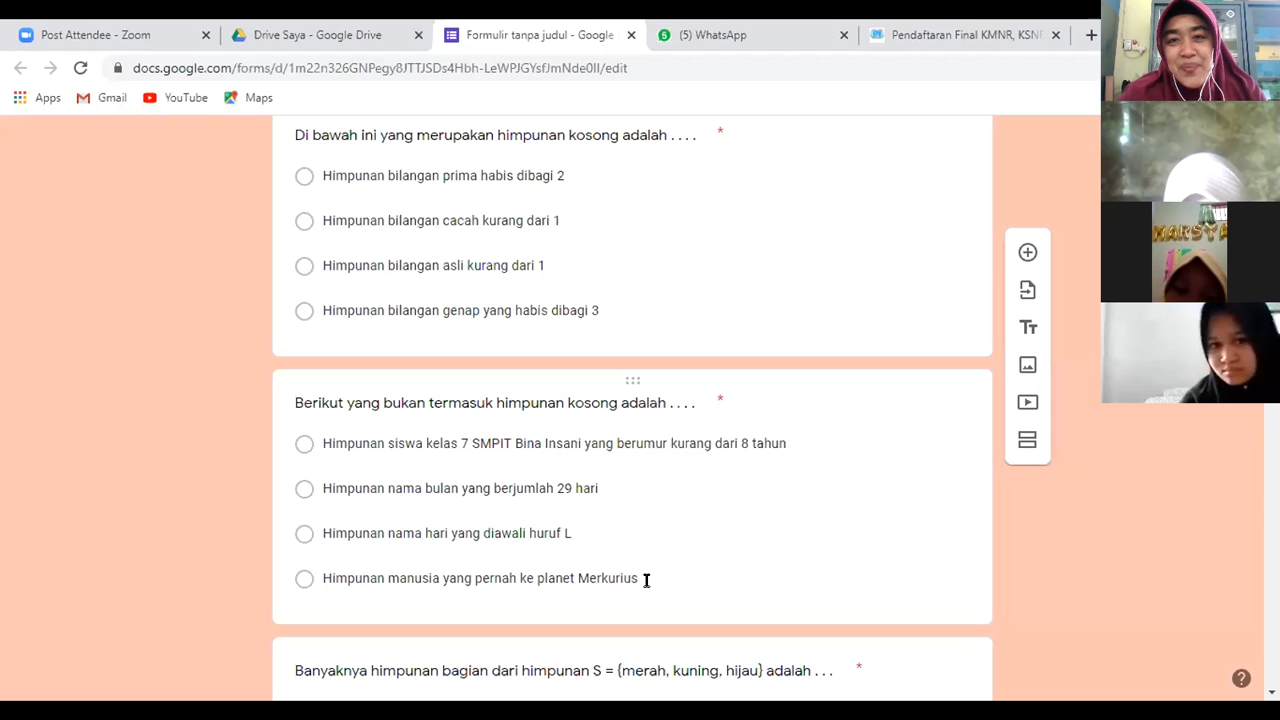 Post Attendee - Zoom
Drive Saya - Google Drive
Formulir tanpa judul - Google
(5) WhatsApp
Pendaftaran Final KMNR, KSNF
docs.google.com/forms/d/1m22n326GNPegy8JTTJSDs4Hbh-LeWPJGYsfJmNde0lI/edit
Apps
Gmail
YouTube
Maps
Di bawah ini yang merupakan himpunan kosong adalah . . . . *
Himpunan bilangan prima habis dibagi 2
Himpunan bilangan cacah kurang dari 1
Himpunan bilangan asli kurang dari 1
Himpunan bilangan genap yang habis dibagi 3
Berikut yang bukan termasuk himpunan kosong adalah . . . . *
Himpunan siswa kelas 7 SMPIT Bina Insani yang berumur kurang dari 8 tahun
Himpunan nama bulan yang berjumlah 29 hari
Himpunan nama hari yang diawali huruf L
Himpunan manusia yang pernah ke planet Merkurius
Banyaknya himpunan bagian dari himpunan S = {merah, kuning, hijau} adalah . . . *